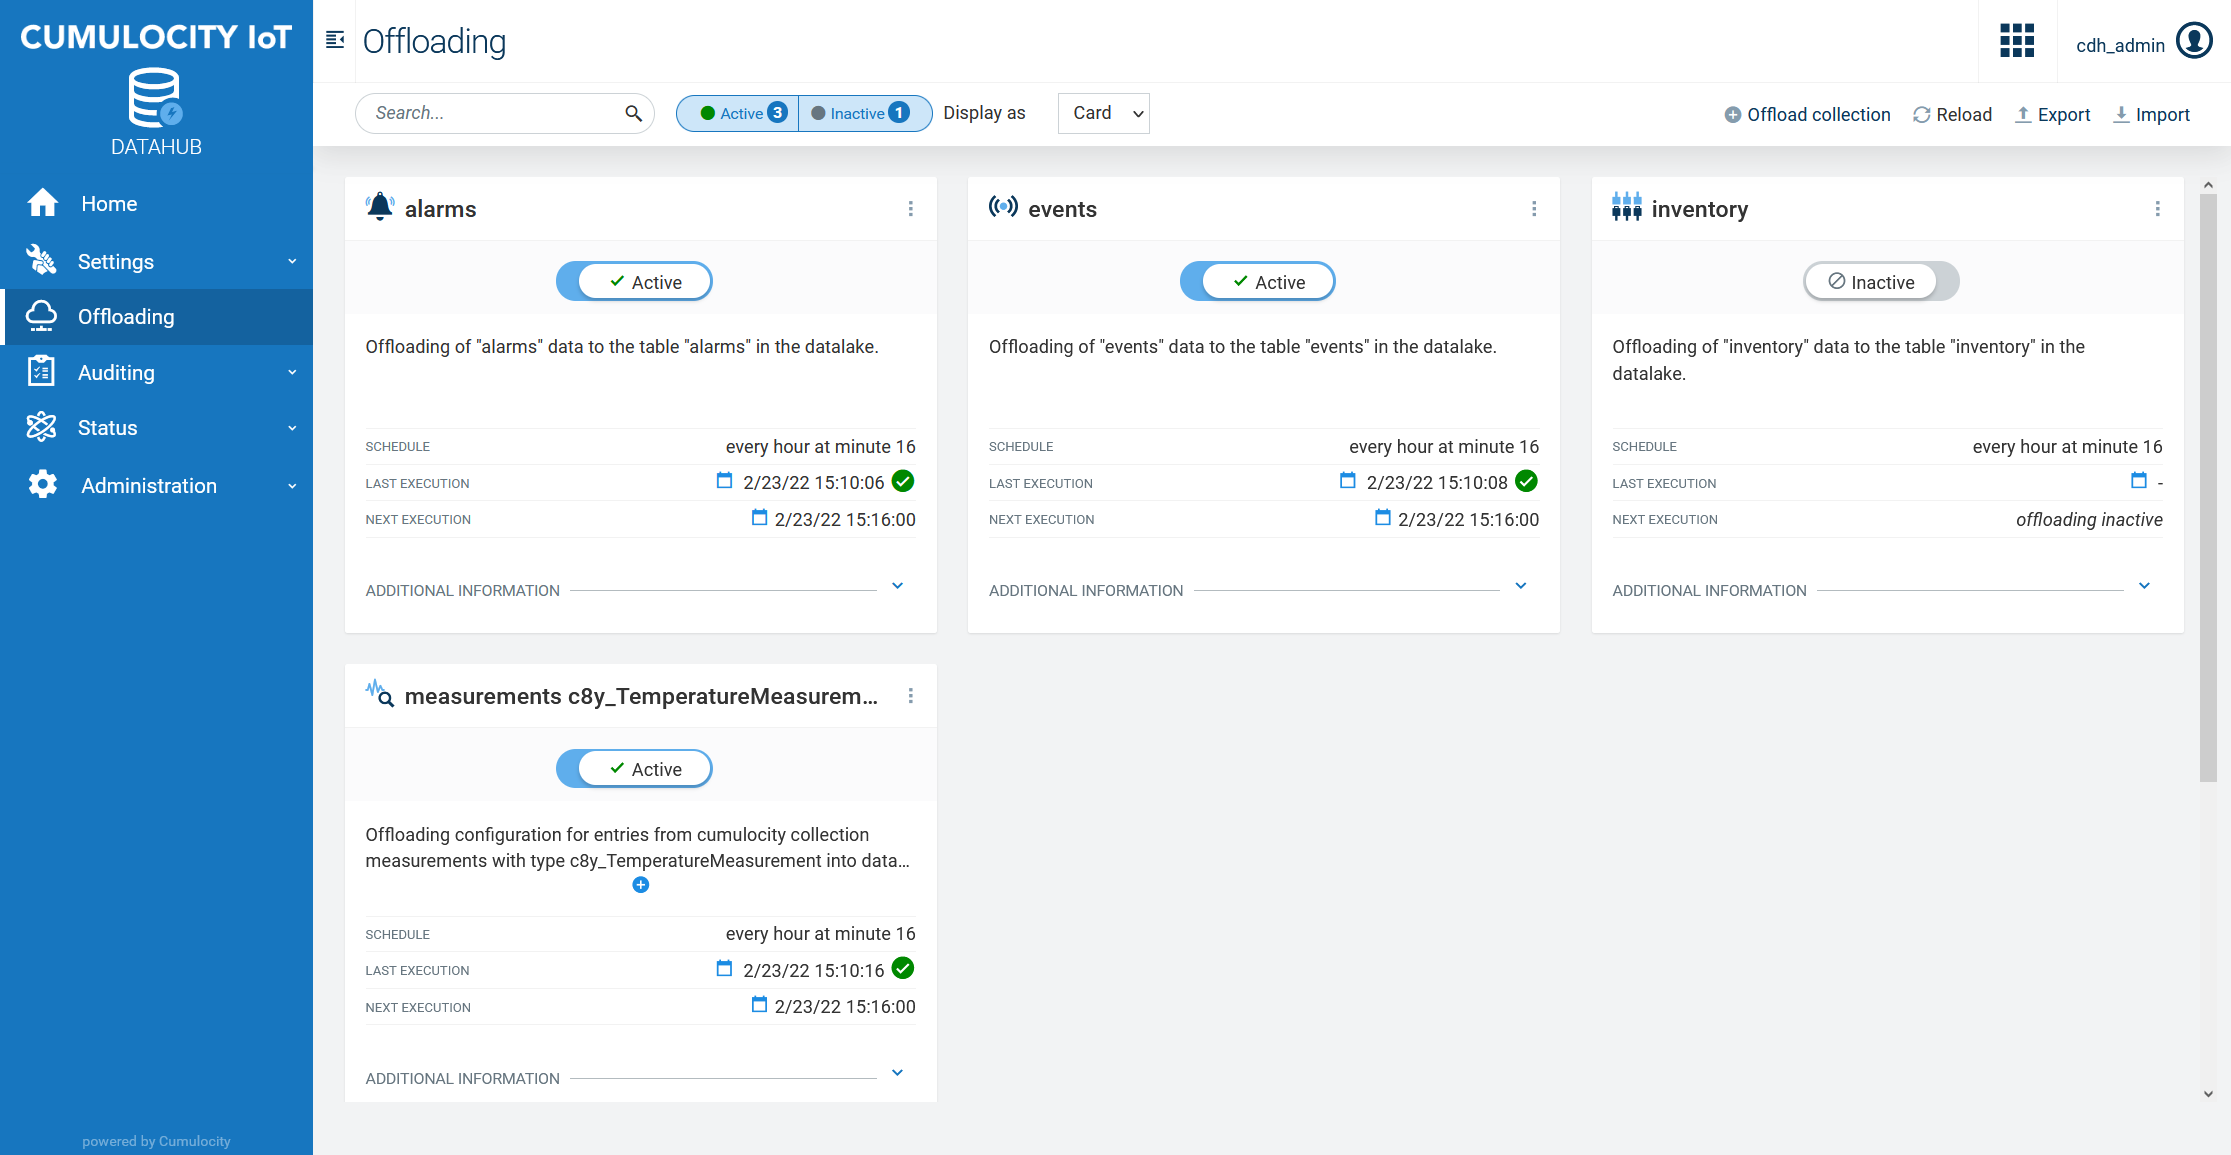 CUMULOCITY IoT
DATAHUB
Home
Settings
Offloading
Auditing
Status
Administration
powered by Cumulocity
Offloading
cdh_admin
Search...
Active 3
Inactive 1
Display as
Card
Offload collection
Reload
Export
Import
alarms
Active
Offloading of "alarms" data to the table "alarms" in the datalake.
SCHEDULE every hour at minute 16
LAST EXECUTION 2/23/22 15:10:06
NEXT EXECUTION 2/23/22 15:16:00
ADDITIONAL INFORMATION
events
Active
Offloading of "events" data to the table "events" in the datalake.
SCHEDULE every hour at minute 16
LAST EXECUTION 2/23/22 15:10:08
NEXT EXECUTION 2/23/22 15:16:00
ADDITIONAL INFORMATION
inventory
Inactive
Offloading of "inventory" data to the table "inventory" in the
datalake.
SCHEDULE every hour at minute 16
LAST EXECUTION -
NEXT EXECUTION offloading inactive
ADDITIONAL INFORMATION
measurements c8y_TemperatureMeasurem...
Active
Offloading configuration for entries from cumulocity collection
measurements with type c8y_TemperatureMeasurement into data...
SCHEDULE every hour at minute 16
LAST EXECUTION 2/23/22 15:10:16
NEXT EXECUTION 2/23/22 15:16:00
ADDITIONAL INFORMATION